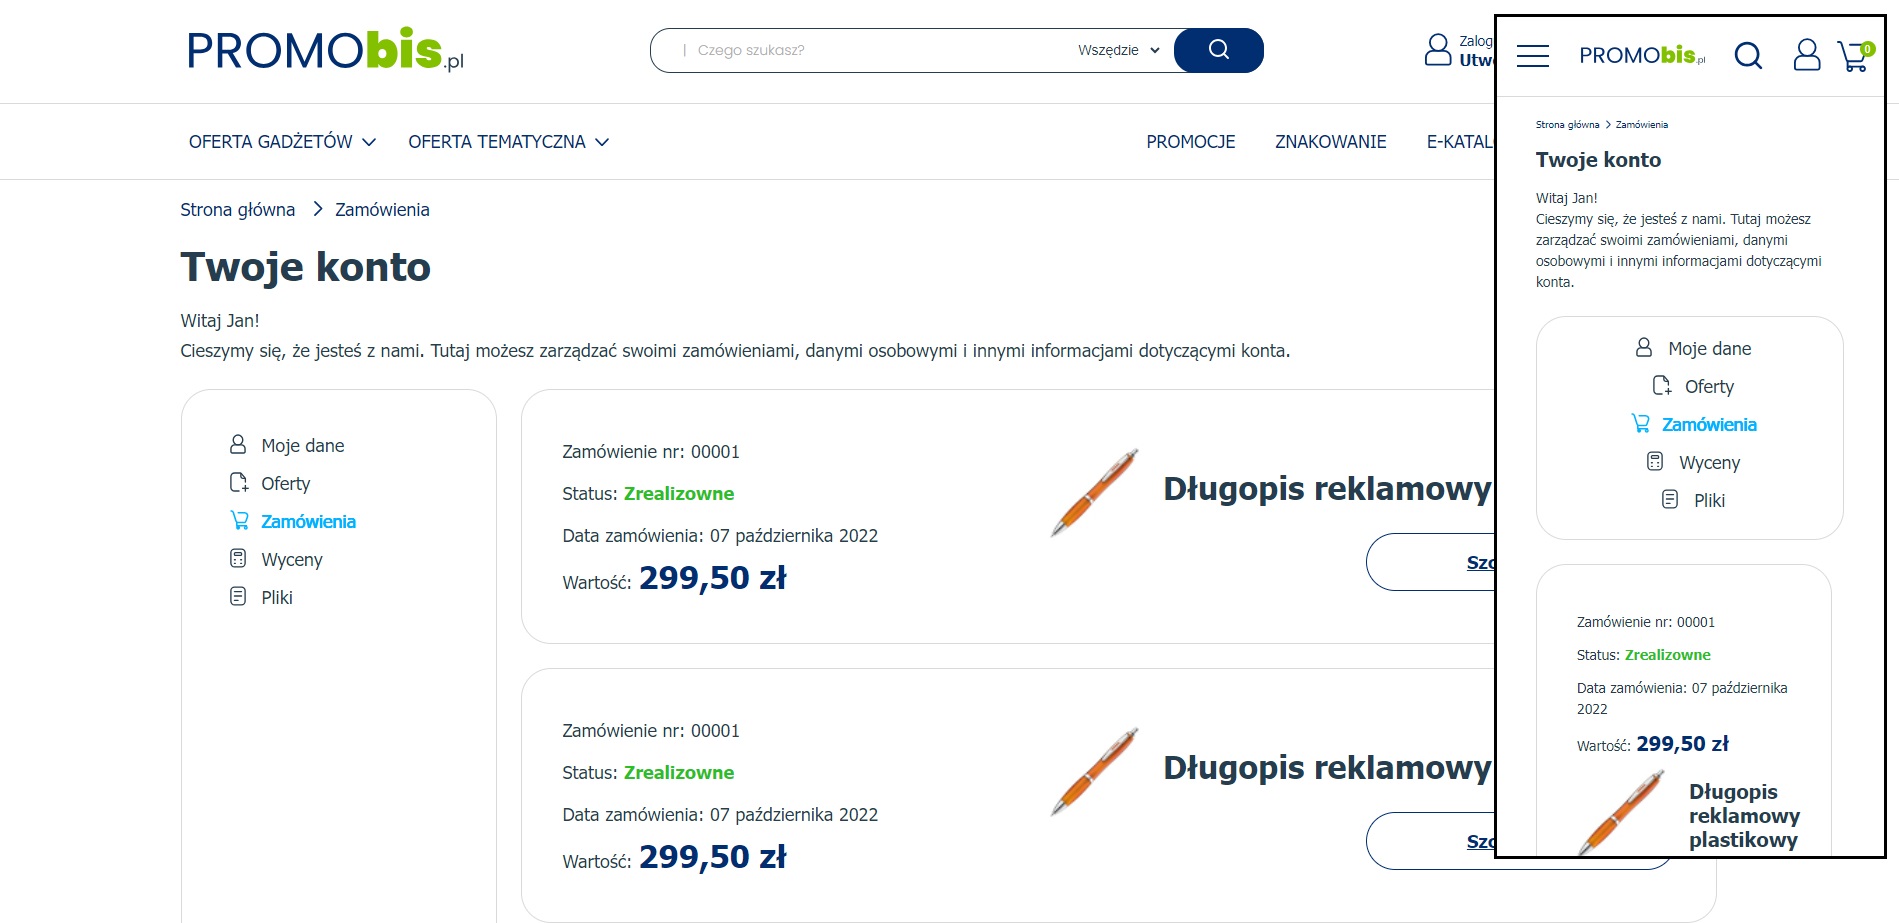 PROMObis.pl
| Czego szukasz?
Wszędzie
OFERTA GADŻETÓW
OFERTA TEMATYCZNA
PROMOCJE
ZNAKOWANIE
Strona główna > Zamówienia
Twoje konto
Witaj Jan!
Cieszymy się, że jesteś z nami. Tutaj możesz zarządzać swoimi zamówieniami, danymi osobowymi i innymi informacjami dotyczącymi konta.
Moje dane
Oferty
Zamówienia
Wyceny
Pliki
Zamówienie nr: 00001
Status: Zrealizowne
Data zamówienia: 07 października 2022
Wartość: 299,50 zł
Długopis reklamowy
Zamówienie nr: 00001
Status: Zrealizowne
Data zamówienia: 07 października 2022
Wartość: 299,50 zł
Długopis reklamowy
PROMObis.pl
0
Strona główna > Zamówienia
Twoje konto
Witaj Jan!
Cieszymy się, że jesteś z nami. Tutaj możesz
zarządzać swoimi zamówieniami, danymi
osobowymi i innymi informacjami dotyczącymi
konta.
Moje dane
Oferty
Zamówienia
Wyceny
Pliki
Zamówienie nr: 00001
Status: Zrealizowne
Data zamówienia: 07 października
2022
Wartość: 299,50 zł
Długopis
reklamowy
plastikowy